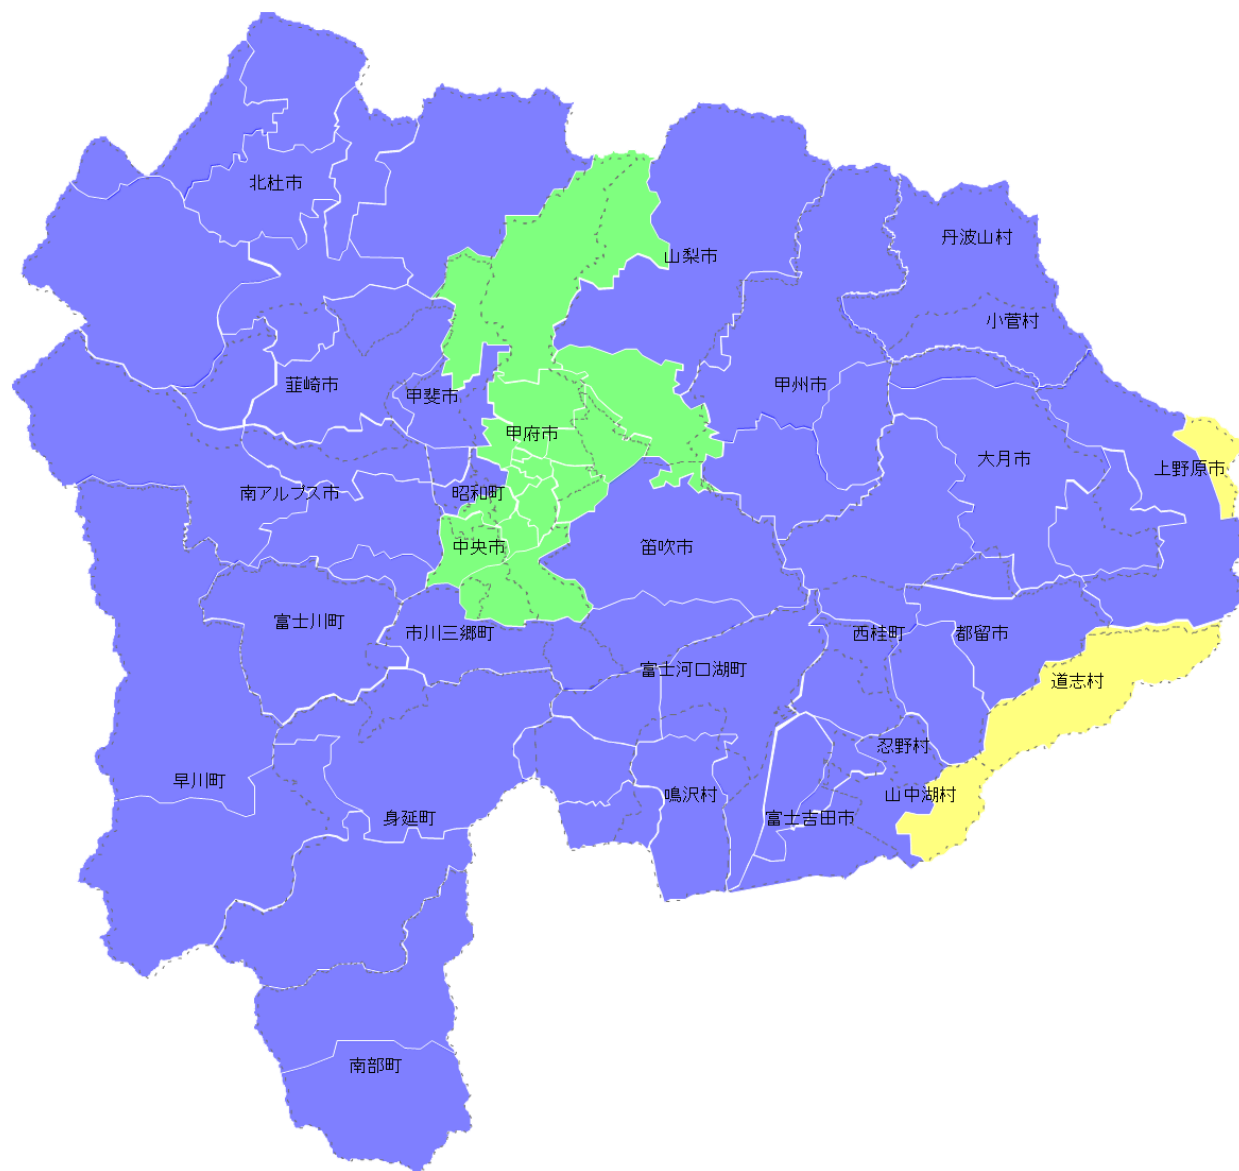 北杜市
丹波山村
山梨市
小菅村
韮崎市
甲斐市
甲州市
甲府市
大月市
上野原市
南アルプス市
昭和町
中央市
笛吹市
富士川町
市川三郷町
西桂町
都留市
富士河口湖町
道志村
忍野村
早川町
鳴沢村
山中湖村
身延町
富士吉田市
南部町